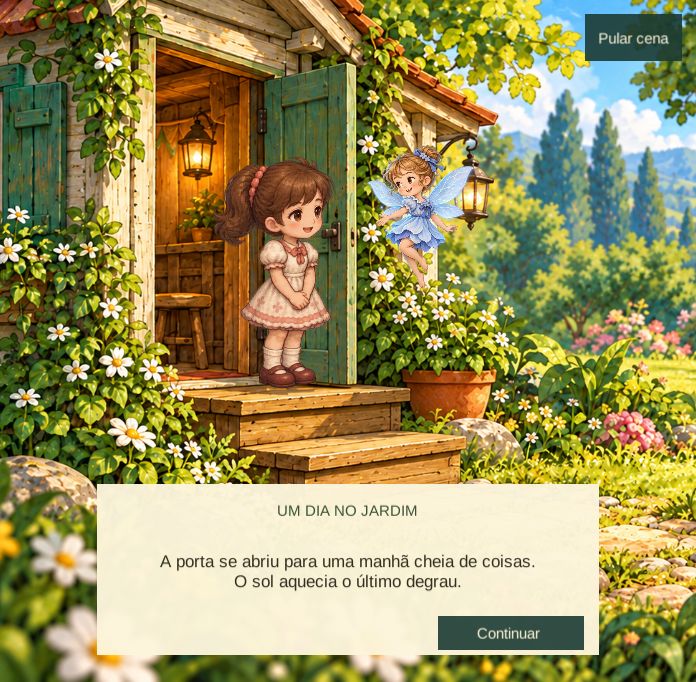 Pular cena
UM DIA NO JARDIM
A porta se abriu para uma manhã cheia de coisas.
O sol aquecia o último degrau.
Continuar